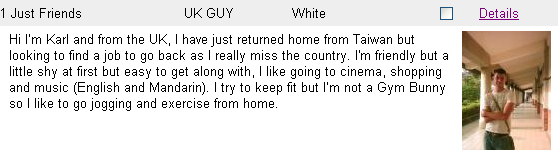 1 Just Friends UK GUY White Details
Hi I'm Karl and from the UK, I have just returned home from Taiwan but
looking to find a job to go back as I really miss the country. I'm friendly but a
little shy at first but easy to get along with, I like going to cinema, shopping
and music (English and Mandarin). I try to keep fit but I'm not a Gym Bunny
so I like to go jogging and exercise from home.